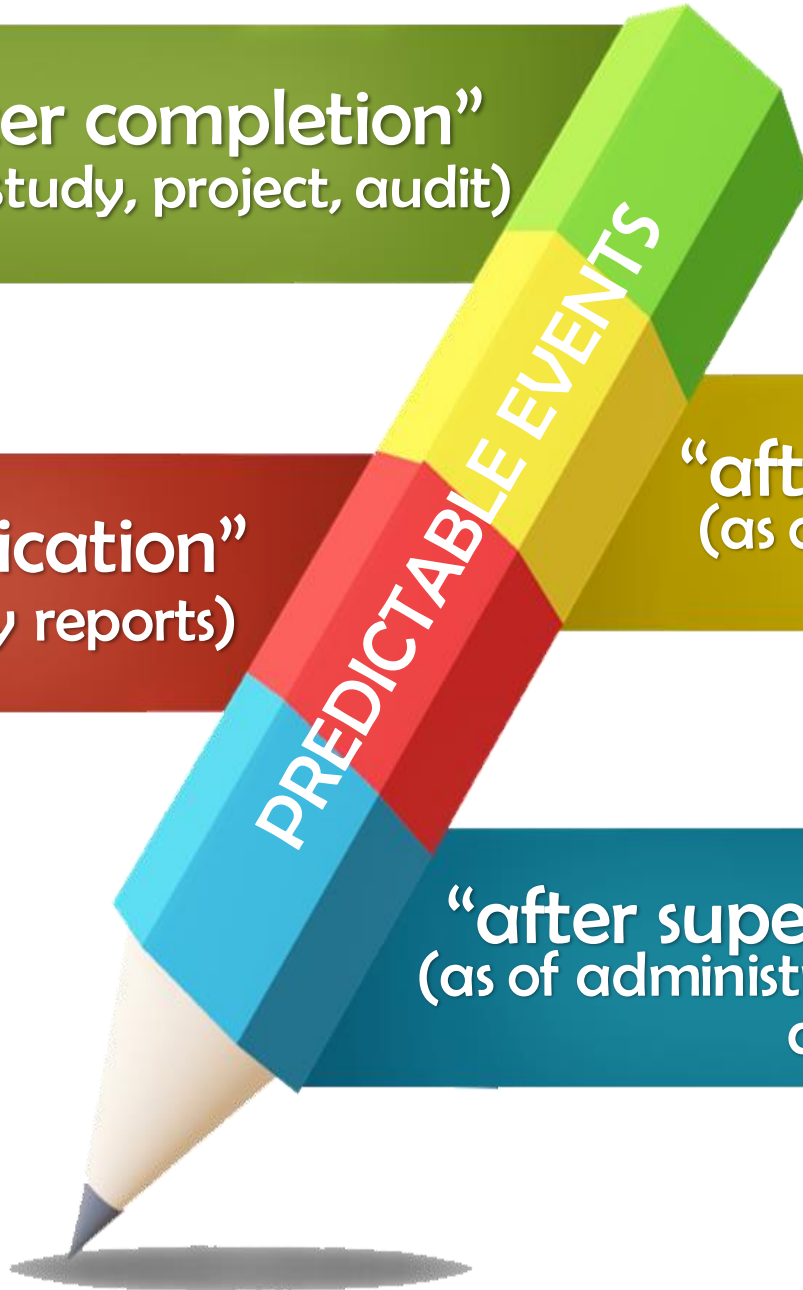 er completion”
study, project, audit)
PREDICTABLE EVENTS
“aft
(as o
ication”
y reports)
“after supe
(as of administ